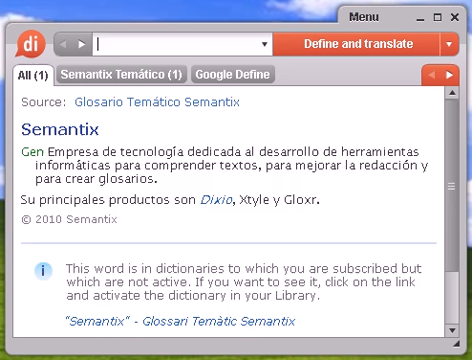 Menu
di
Define and translate
All (1)
Semantix Temático (1)
Google Define
Source: Glosario Temático Semantix
Semantix
Gen Empresa de tecnología dedicada al desarrollo de herramientas
informáticas para comprender textos, para mejorar la redacción y
para crear glosarios.
Su principales productos son Dixio, Xtyle y Gloxr.
© 2010 Semantix
i
This word is in dictionaries to which you are subscribed but
which are not active. If you want to see it, click on the link
and activate the dictionary in your Library.
"Semantix" - Glossari Temàtic Semantix